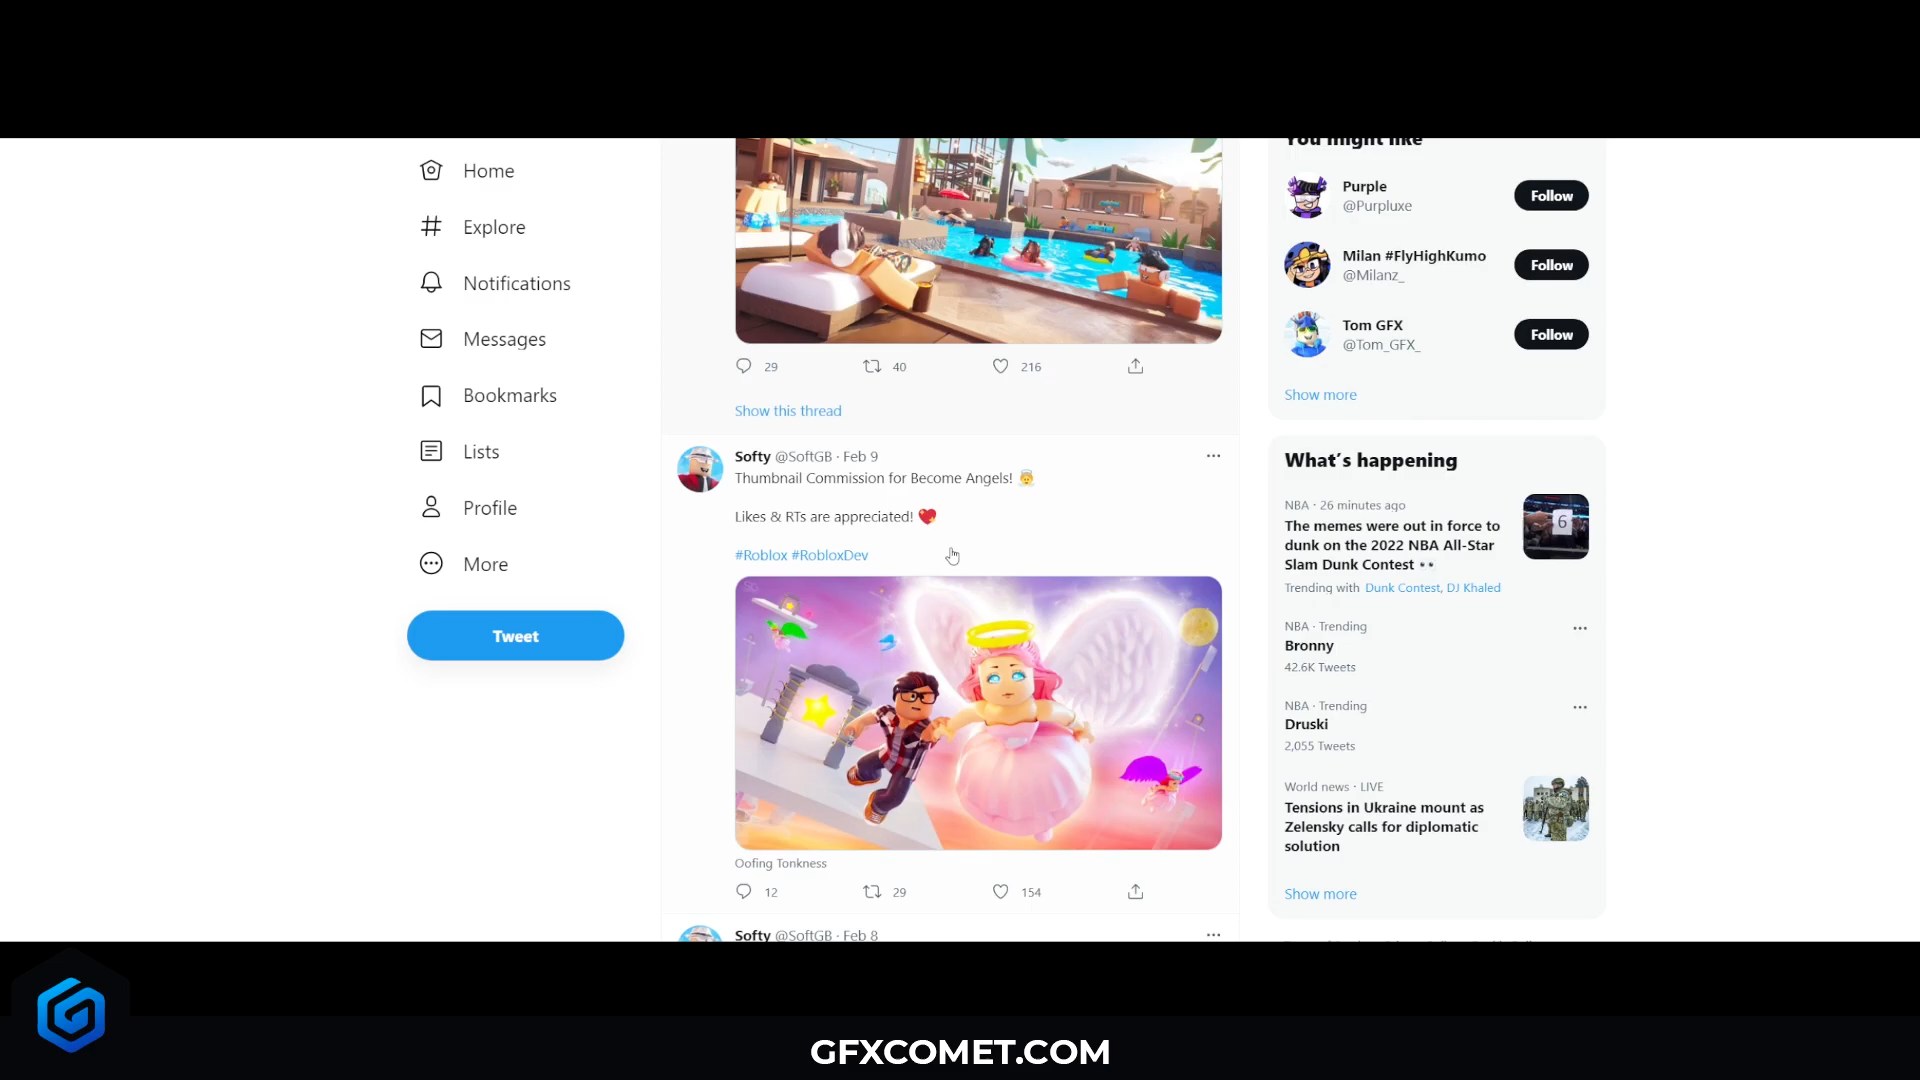 Home
Explore
Notifications
Messages
Bookmarks
Lists
Profile
More
Tweet
29
40
216
Show this thread
Softy @SoftGB · Feb 9
Thumbnail Commission for Become Angels! 👼
Likes & RTs are appreciated! 💖
#Roblox #RobloxDev
Oofing Tonkness
12
29
154
Softy @SoftGB · Feb 8
You might like
Purple
@Purpluxe
Follow
Milan #FlyHighKumo
@Milanz_
Follow
Tom GFX
@Tom_GFX_
Follow
Show more
What's happening
NBA · 26 minutes ago
The memes were out in force to
dunk on the 2022 NBA All-Star
Slam Dunk Contest 👀
Trending with Dunk Contest, DJ Khaled
6
NBA · Trending
Bronny
42.6K Tweets
NBA · Trending
Druski
2,055 Tweets
World news · LIVE
Tensions in Ukraine mount as
Zelensky calls for diplomatic
solution
Show more
GFXCOMET.COM